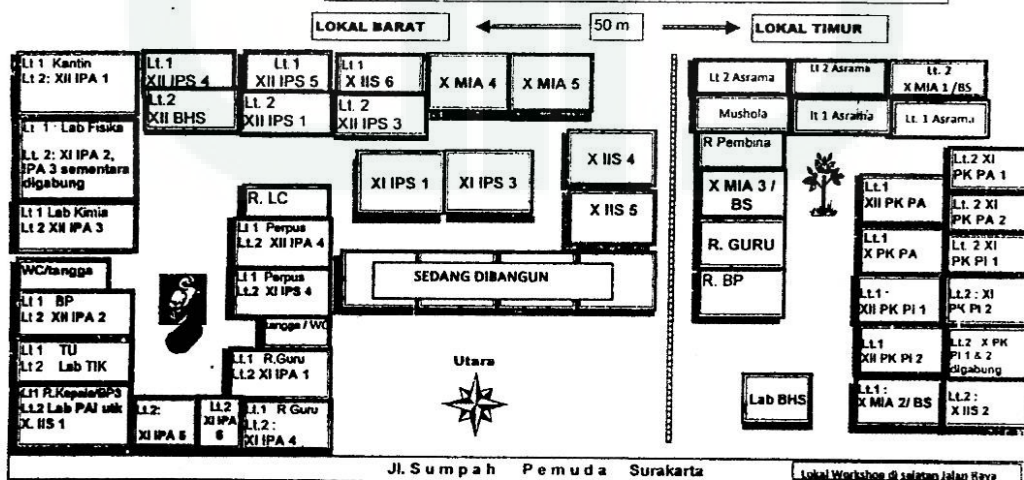 LOKAL BARAT
50 m
LOKAL TIMUR
Lt 1 Kantin
Lt 2: XII IPA 1
Lt.1
XII IPS 4
Lt.2
XII BHS
Lt.1
XII IPS 5
Lt. 2
XII IPS 1
Lt 1
X IIS 6
Lt. 2
XII IPS 3
X MIA 4
X MIA 5
Lt 1 Lab Fisika
Lt. 2: XI IPA 2,
IPA 3 sementara
digabung
Lt 1 Lab Kimia
Lt 2 XII IPA 3
WC/tangga
Lt 1 BP
Lt 2 XII IPA 2
Lt 1 TU
Lt 2 Lab TIK
Lt1 R.Kepala/BP3
Lt.2 Lab PAI utk
X. IIS 1
Lt.2:
XI IPA 5
Lt.2
XI IPA
6
R. LC
Lt 1 Perpus
Lt.2 XII IPA 4
Lt 1 Perpus
Lt.2 XI IPS 4
tangga / WC
Lt.1 R.Guru
Lt.2 XI IPA 1
Lt.1 R Guru
Lt.2 :
XI IPA 4
XI IPS 1
XI IPS 3
X IIS 4
X IIS 5
SEDANG DIBANGUN
Utara
Lt 2 Asrama
Lt 2 Asrama
Lt. 2
X MIA 1 /BS
Mushola
lt 1 Asrama
Lt. 1 Asrama
R Pembina
X MIA 3 /
BS
R. GURU
R. BP
Lab BHS
Lt.1
XII PK PA
Lt.1
X PK PA
Lt.1
XII PK PI 1
Lt.1
XII PK PI 2
Lt.1 :
X MIA 2/ BS
Lt.2 XI
PK PA 1
Lt. 2 XI
PK PA 2
Lt. 2 XI
PK PI 1
Lt.2 : XI
PK PI 2
Lt.2 X PK
PI 1 & 2
digabung
Lt.2 :
X IIS 2
Jl. Sumpah Pemuda Surakarta
Lokal Workshop di selatan Jalan Raya